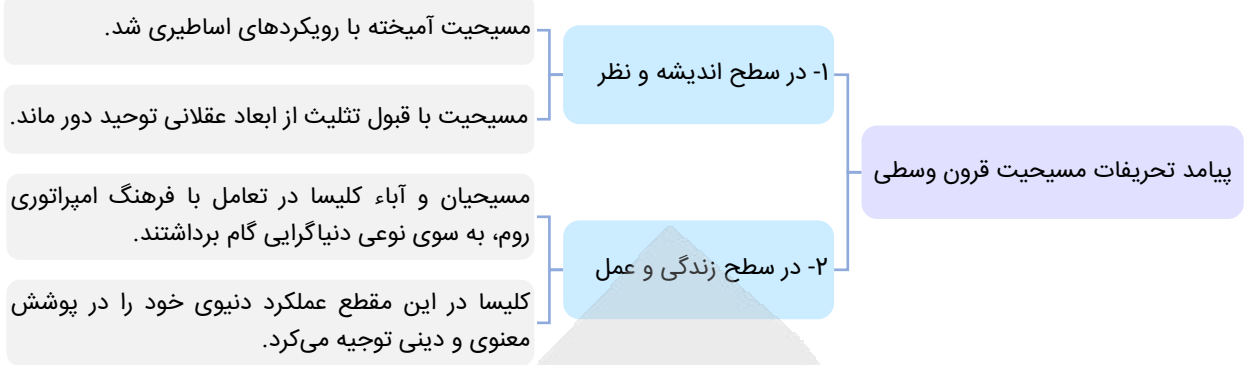 پیامد تحریفات مسیحیت قرون وسطی
۱- در سطح اندیشه و نظر
مسیحیت آمیخته با رویکردهای اساطیری شد.
مسیحیت با قبول تثلیث از ابعاد عقلانی توحید دور ماند.
۲- در سطح زندگی و عمل
مسیحیان و آباء کلیسا در تعامل با فرهنگ امپراتوری
روم، به سوی نوعی دنیاگرایی گام برداشتند.
کلیسا در این مقطع عملکرد دنیوی خود را در پوشش
معنوی و دینی توجیه می‌کرد.